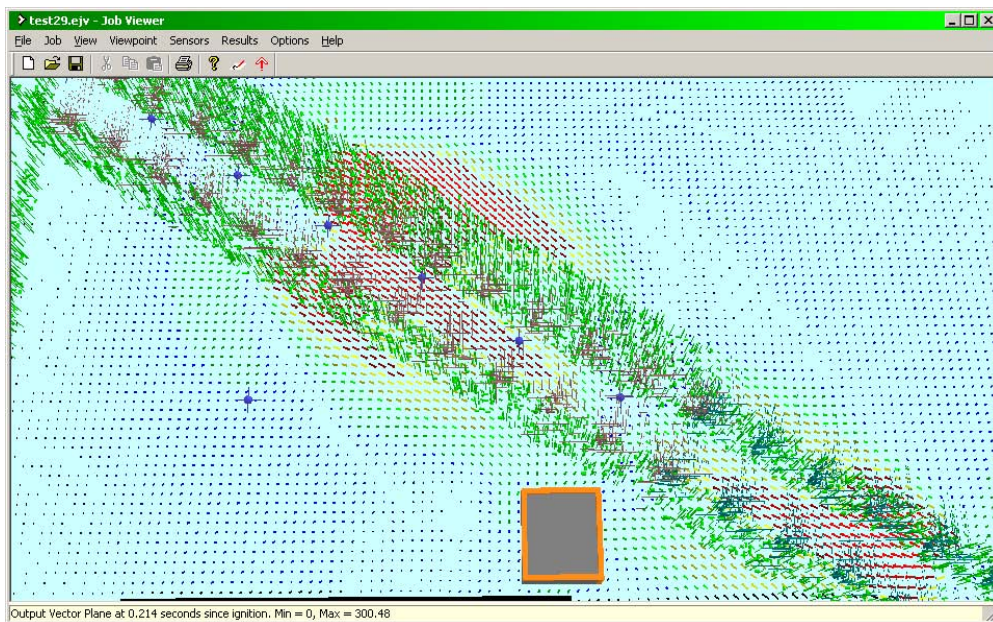 test29.ejv - Job Viewer
File Job View Viewpoint Sensors Results Options Help
Output Vector Plane at 0.214 seconds since ignition. Min = 0, Max = 300.48